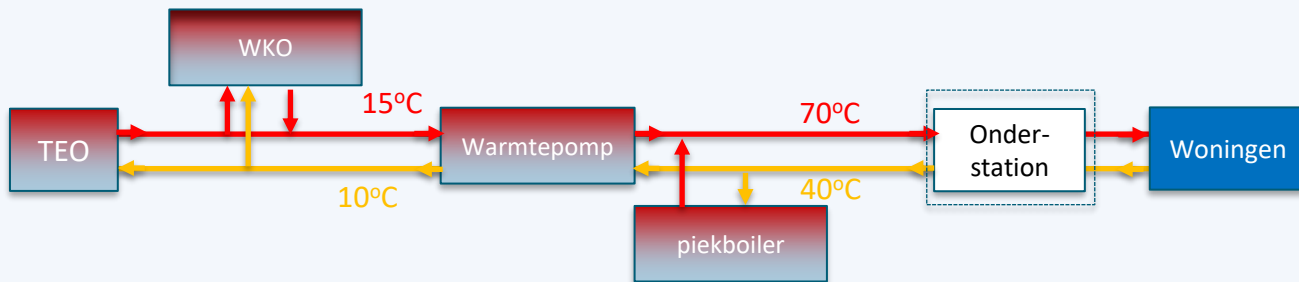 WKO
15°C
70°C
TEO
Warmtepomp
Onder-
station
Woningen
10°C
40°C
piekboiler